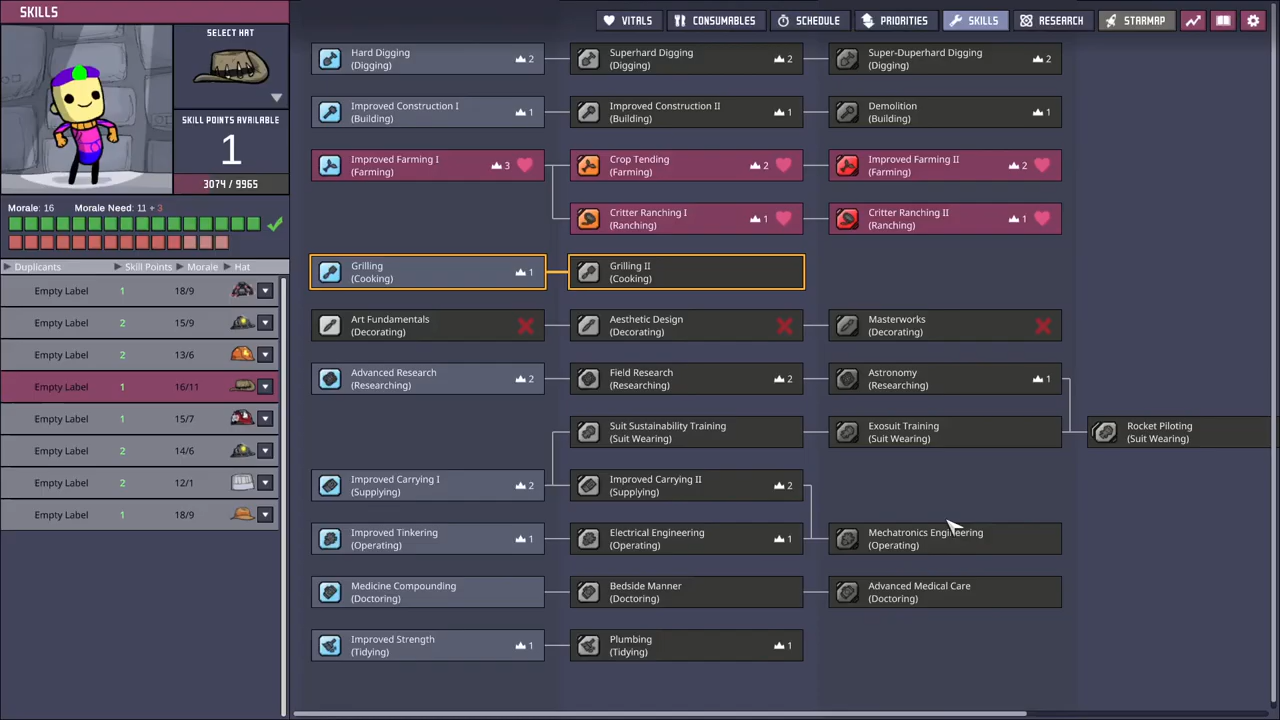 SKILLS
VITALS
CONSUMABLES
SCHEDULE
PRIORITIES
SKILLS
RESEARCH
STARMAP
SELECT HAT
SKILL POINTS AVAILABLE
1
3074 / 9965
Morale: 16 Morale Need: 11 + 3
Duplicants Skill Points Morale Hat
Empty Label 1 18/9
Empty Label 2 15/9
Empty Label 2 13/6
Empty Label 1 16/11
Empty Label 1 15/7
Empty Label 2 14/6
Empty Label 2 12/1
Empty Label 1 18/9
Hard Digging
(Digging)
2
Superhard Digging
(Digging)
2
Super-Duperhard Digging
(Digging)
2
Improved Construction I
(Building)
1
Improved Construction II
(Building)
1
Demolition
(Building)
1
Improved Farming I
(Farming)
3
Crop Tending
(Farming)
2
Improved Farming II
(Farming)
2
Critter Ranching I
(Ranching)
1
Critter Ranching II
(Ranching)
1
Grilling
(Cooking)
1
Grilling II
(Cooking)
Art Fundamentals
(Decorating)
Aesthetic Design
(Decorating)
Masterworks
(Decorating)
Advanced Research
(Researching)
2
Field Research
(Researching)
2
Astronomy
(Researching)
1
Suit Sustainability Training
(Suit Wearing)
Exosuit Training
(Suit Wearing)
Rocket Piloting
(Suit Wearing)
Improved Carrying I
(Supplying)
2
Improved Carrying II
(Supplying)
2
Improved Tinkering
(Operating)
1
Electrical Engineering
(Operating)
1
Mechatronics Engineering
(Operating)
Medicine Compounding
(Doctoring)
Bedside Manner
(Doctoring)
Advanced Medical Care
(Doctoring)
Improved Strength
(Tidying)
1
Plumbing
(Tidying)
1